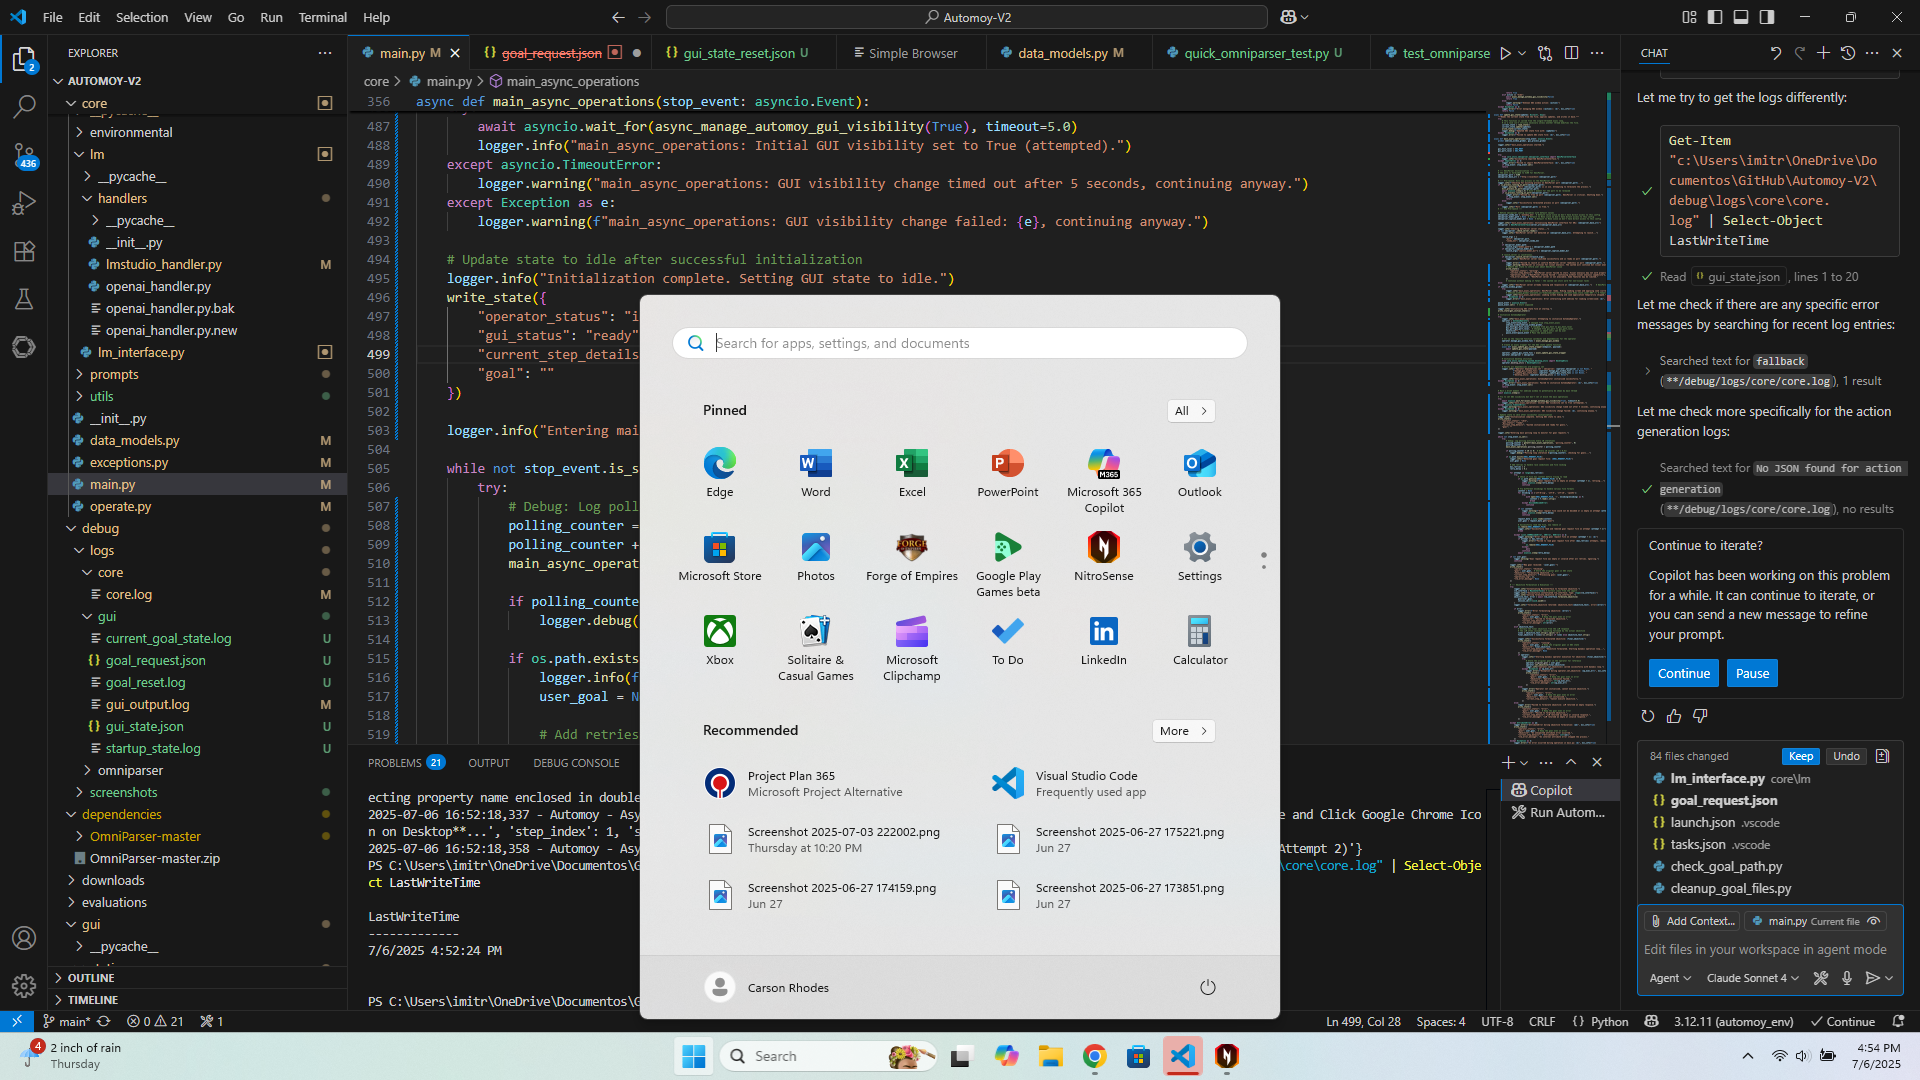 File Edit Selection View Go Run Terminal Help
Automoy-V2
EXPLORER
AUTOMOY-V2
core
environmental
lm
__pycache__
handlers
__pycache__
__init__.py
lmstudio_handler.py M
openai_handler.py
openai_handler.py.bak
openai_handler.py.new
lm_interface.py
prompts
utils
__init__.py
data_models.py M
exceptions.py M
main.py M
operate.py M
debug
logs
core
core.log M
gui
current_goal_state.log U
goal_request.json U
goal_reset.log U
gui_output.log M
gui_state.json U
startup_state.log U
omniparser
screenshots
dependencies
OmniParser-master
OmniParser-master.zip
downloads
evaluations
gui
__pycache__
OUTLINE
TIMELINE
2
436
main.py M
goal_request.json
gui_state_reset.json U
Simple Browser
data_models.py M
quick_omniparser_test.py U
test_omniparse
core > main.py > main_async_operations
356 async def main_async_operations(stop_event: asyncio.Event):
487 await asyncio.wait_for(async_manage_automoy_gui_visibility(True), timeout=5.0)
488 logger.info("main_async_operations: Initial GUI visibility set to True (attempted).")
489 except asyncio.TimeoutError:
490 logger.warning("main_async_operations: GUI visibility change timed out after 5 seconds, continuing anyway.")
491 except Exception as e:
492 logger.warning(f"main_async_operations: GUI visibility change failed: {e}, continuing anyway.")
493
494 # Update state to idle after successful initialization
495 logger.info("Initialization complete. Setting GUI state to idle.")
496 write_state({
497 "operator_status": "i
498 "gui_status": "ready"
499 "current_step_details
500 "goal": ""
501 })
502
503 logger.info("Entering mai
504
505 while not stop_event.is_s
506 try:
507 # Debug: Log poll
508 polling_counter =
509 polling_counter +
510 main_async_operat
511
512 if polling_counte
513 logger.debug(
514
515 if os.path.exists
516 logger.info(f
517 user_goal = N
518
519 # Add retries
PROBLEMS 21 OUTPUT DEBUG CONSOLE
ecting property name enclosed in double
2025-07-06 16:52:18,337 - Automoy - Asy
e and Click Google Chrome Ico
n on Desktop**...', 'step_index': 1, 's
2025-07-06 16:52:18,358 - Automoy - Asy
Attempt 2)'}
PS C:\Users\imitr\OneDrive\Documentos\G
\core\core.log" | Select-Obje
ct LastWriteTime
LastWriteTime
-------------
7/6/2025 4:52:24 PM
PS C:\Users\imitr\OneDrive\Documentos\G
Copilot
Run Autom...
Search for apps, settings, and documents
Pinned
All
Edge
Word
Excel
PowerPoint
Microsoft 365 Copilot
M365
Outlook
Microsoft Store
Photos
Forge of Empires
Google Play Games beta
NitroSense
Settings
Xbox
Solitaire & Casual Games
Microsoft Clipchamp
To Do
LinkedIn
Calculator
Recommended
More
Project Plan 365
Microsoft Project Alternative
Visual Studio Code
Frequently used app
Screenshot 2025-07-03 222002.png
Thursday at 10:20 PM
Screenshot 2025-06-27 175221.png
Jun 27
Screenshot 2025-06-27 174159.png
Jun 27
Screenshot 2025-06-27 173851.png
Jun 27
Carson Rhodes
CHAT
Let me try to get the logs differently:
Get-Item
"c:\Users\imitr\OneDrive\Do
cumentos\GitHub\Automoy-V2\
debug\logs\core\core.
log" | Select-Object
LastWriteTime
Read gui_state.json, lines 1 to 20
Let me check if there are any specific error
messages by searching for recent log entries:
Searched text for fallback
(**/debug/logs/core/core.log), 1 result
Let me check more specifically for the action
generation logs:
Searched text for No JSON found for action
generation
(**/debug/logs/core/core.log), no results
Continue to iterate?
Copilot has been working on this problem
for a while. It can continue to iterate, or
you can send a new message to refine
your prompt.
Continue Pause
84 files changed Keep Undo
lm_interface.py core\lm
goal_request.json
launch.json .vscode
tasks.json .vscode
check_goal_path.py
cleanup_goal_files.py
Add Context... main.py Current file
Edit files in your workspace in agent mode
Agent Claude Sonnet 4
main* 0 21 1
Ln 499, Col 28 Spaces: 4 UTF-8 CRLF Python 3.12.11 (automoy_env) Continue
4
2 inch of rain
Thursday
Search
4:54 PM
7/6/2025